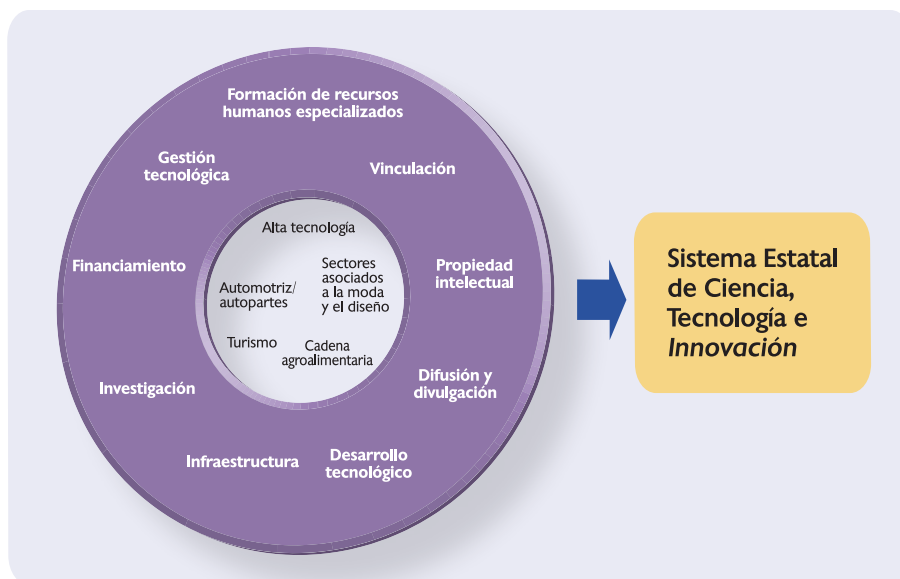 Formación de recursos
humanos especializados
Gestión
tecnológica
Vinculación
Financiamiento
Propiedad
intelectual
Investigación
Difusión y
divulgación
Infraestructura
Desarrollo
tecnológico
Alta tecnología
Automotriz/
autopartes
Sectores
asociados
a la moda
y el diseño
Turismo
Cadena
agroalimentaria
Sistema Estatal
de Ciencia,
Tecnología e
Innovación